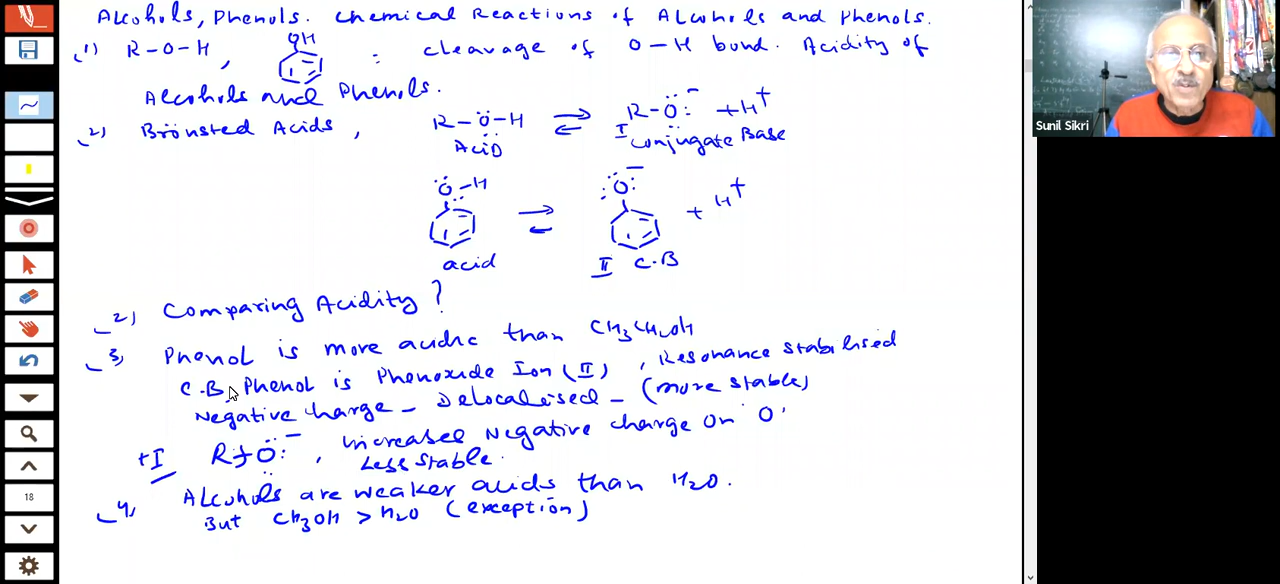 Alcohols, Phenols. Chemical Reactions of Alcohols and Phenols.
1) R-O-H, OH : cleavage of O-H bond. Acidity of
Alcohols and Phenols.
2) Bronsted Acids, R-Ö-H ⇌ R-Ö:⁻ + H⁺
Acid I Conjugate Base
:Ö-H ⇌ :Ö:⁻ + H⁺
acid II C.B
2) Comparing Acidity?
3) Phenol is more acidic than CH3CH2OH
C.B. Phenol is Phenoxide Ion (II), Resonance stabilised
Negative charge - Delocalised - (more stable)
+I R→Ö:⁻, Increased Negative charge on 'O'
Less stable.
4) Alcohols are weaker acids than H2O.
But CH3OH > H2O (exception)
Sunil Sikri
18